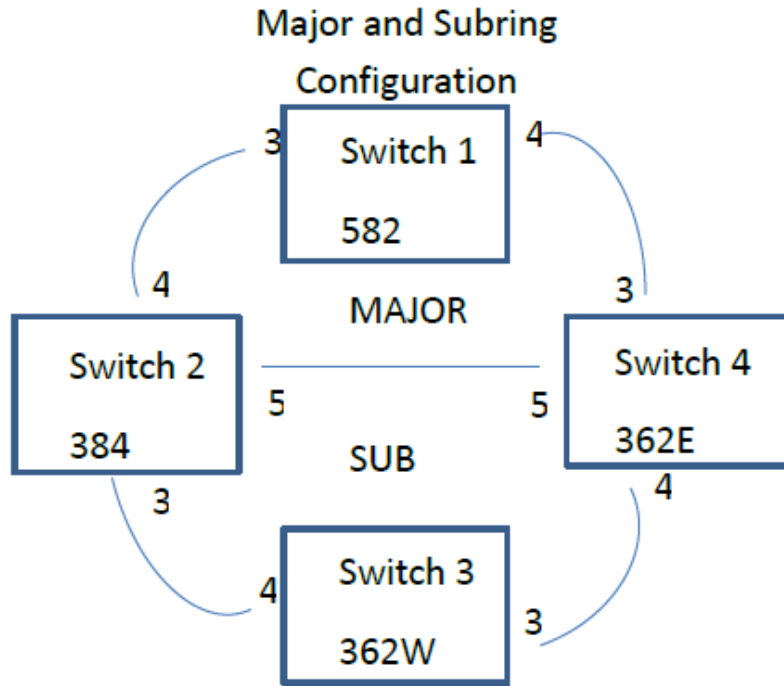 Major and Subring
Configuration
3
Switch 1
4
582
4
3
MAJOR
Switch 2
Switch 4
5
5
384
362E
SUB
3
4
Switch 3
4
3
362W